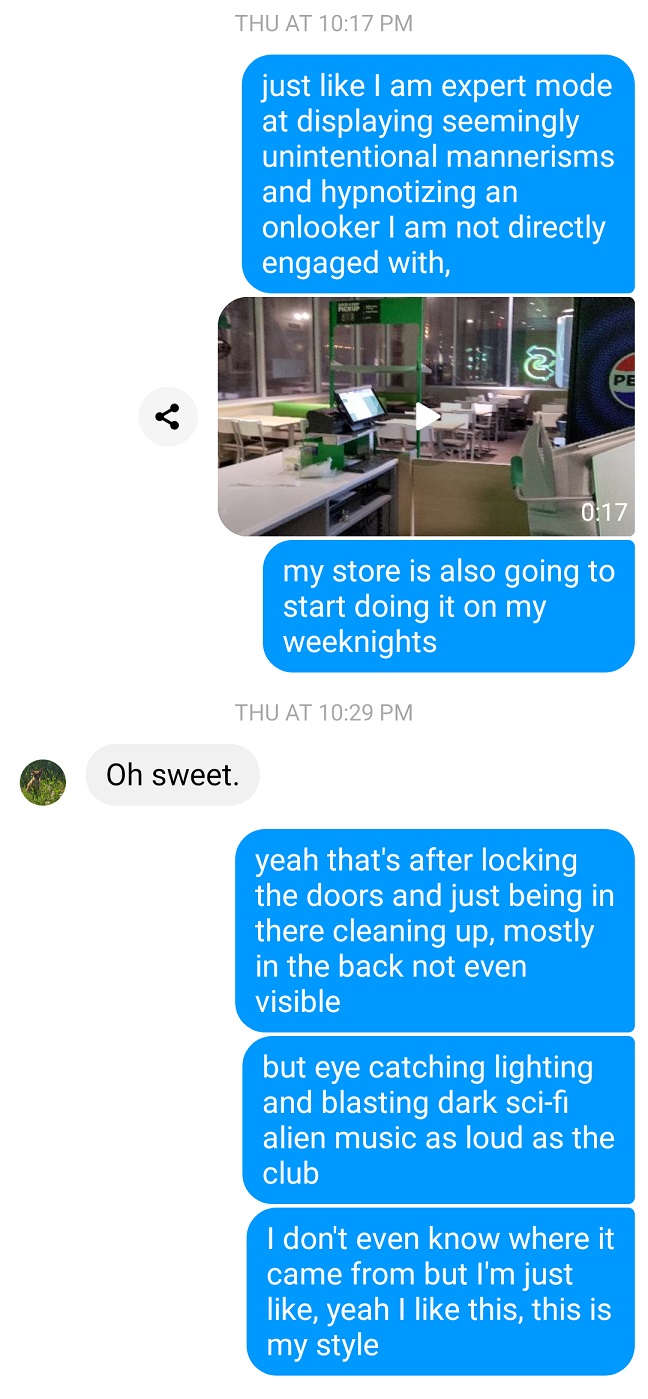 THU AT 10:17 PM
just like I am expert mode
at displaying seemingly
unintentional mannerisms
and hypnotizing an
onlooker I am not directly
engaged with,
PICKUP
PE
0:17
my store is also going to
start doing it on my
weeknights
THU AT 10:29 PM
Oh sweet.
yeah that's after locking
the doors and just being in
there cleaning up, mostly
in the back not even
visible
but eye catching lighting
and blasting dark sci-fi
alien music as loud as the
club
I don't even know where it
came from but I'm just
like, yeah I like this, this is
my style